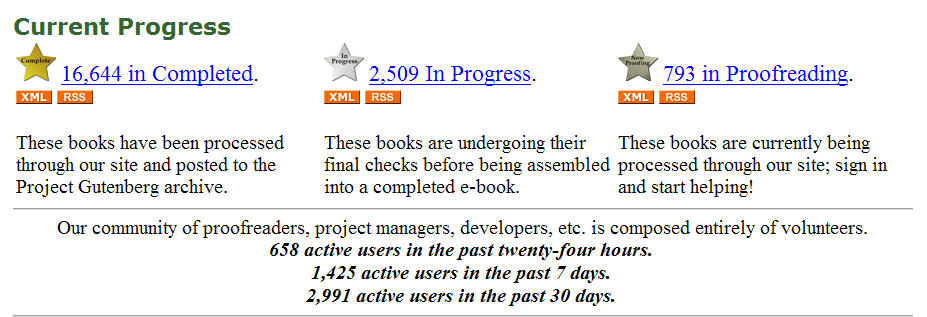 Current Progress
Complete
16,644 in Completed.
XML RSS
These books have been processed
through our site and posted to the
Project Gutenberg archive.
In
Progress
2,509 In Progress.
XML RSS
These books are undergoing their
final checks before being assembled
into a completed e-book.
Now
Proofing
793 in Proofreading.
XML RSS
These books are currently being
processed through our site; sign in
and start helping!
Our community of proofreaders, project managers, developers, etc. is composed entirely of volunteers.
658 active users in the past twenty-four hours.
1,425 active users in the past 7 days.
2,991 active users in the past 30 days.